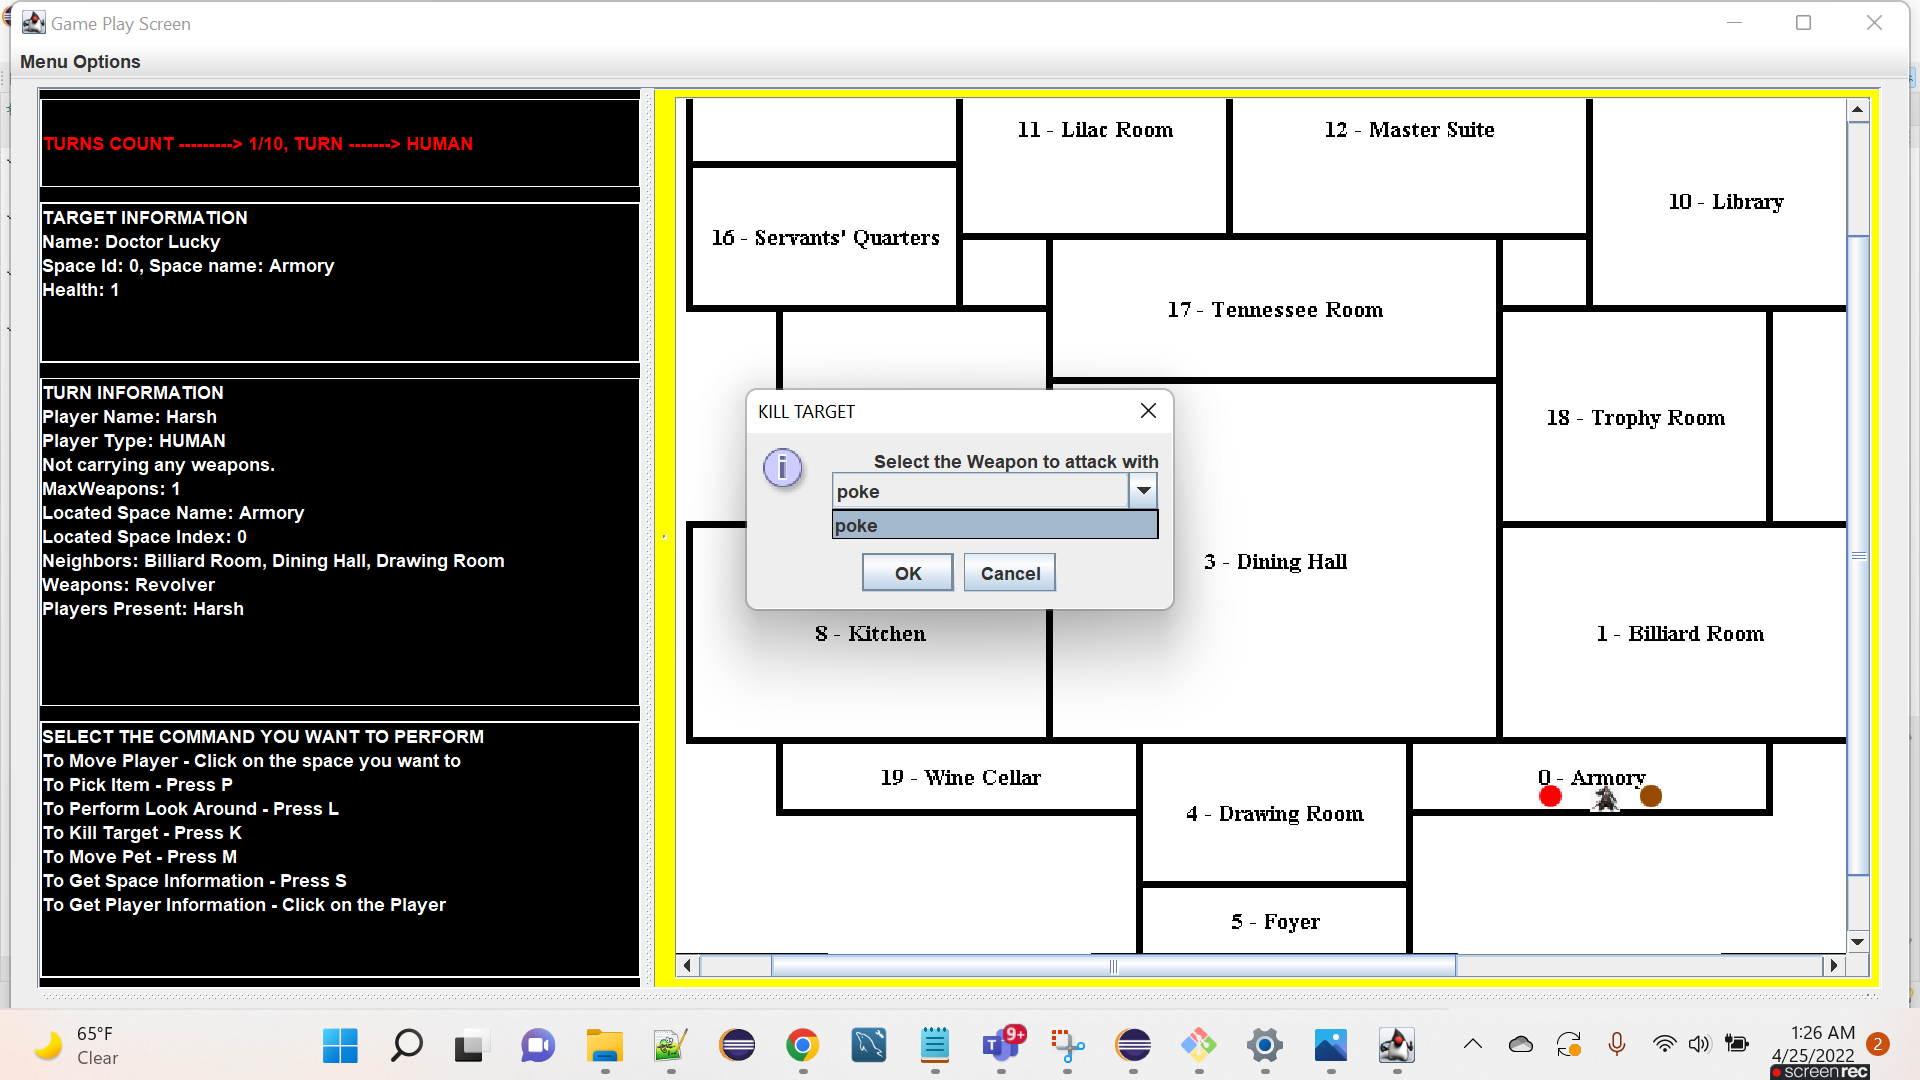 Game Play Screen
Menu Options
TURNS COUNT ---------> 1/10, TURN -------> HUMAN
TARGET INFORMATION
Name: Doctor Lucky
Space Id: 0, Space name: Armory
Health: 1
TURN INFORMATION
Player Name: Harsh
Player Type: HUMAN
Not carrying any weapons.
MaxWeapons: 1
Located Space Name: Armory
Located Space Index: 0
Neighbors: Billiard Room, Dining Hall, Drawing Room
Weapons: Revolver
Players Present: Harsh
SELECT THE COMMAND YOU WANT TO PERFORM
To Move Player - Click on the space you want to
To Pick Item - Press P
To Perform Look Around - Press L
To Kill Target - Press K
To Move Pet - Press M
To Get Space Information - Press S
To Get Player Information - Click on the Player
11 - Lilac Room
12 - Master Suite
10 - Library
16 - Servants' Quarters
17 - Tennessee Room
18 - Trophy Room
KILL TARGET
Select the Weapon to attack with
poke
poke
OK
Cancel
3 - Dining Hall
8 - Kitchen
1 - Billiard Room
19 - Wine Cellar
4 - Drawing Room
0 - Armory
5 - Foyer
65°F
Clear
9+
1:26 AM
4/25/2022
2
screenrec